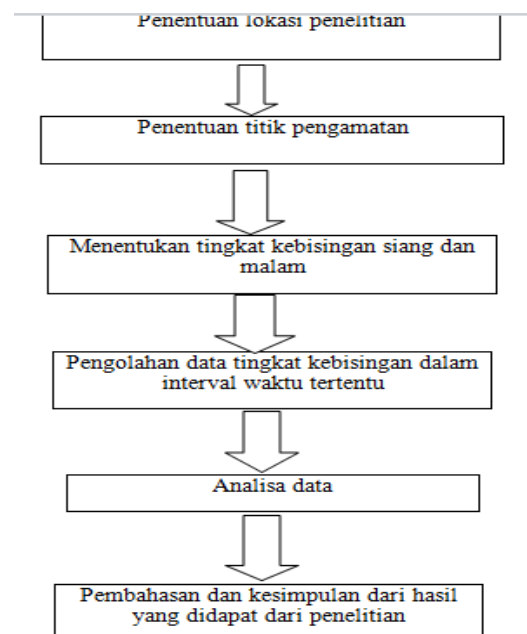 Penentuan lokasi penelitian
Penentuan titik pengamatan
Menentukan tingkat kebisingan siang dan
malam
Pengolahan data tingkat kebisingan dalam
interval waktu tertentu
Analisa data
Pembahasan dan kesimpulan dari hasil
yang didapat dari penelitian